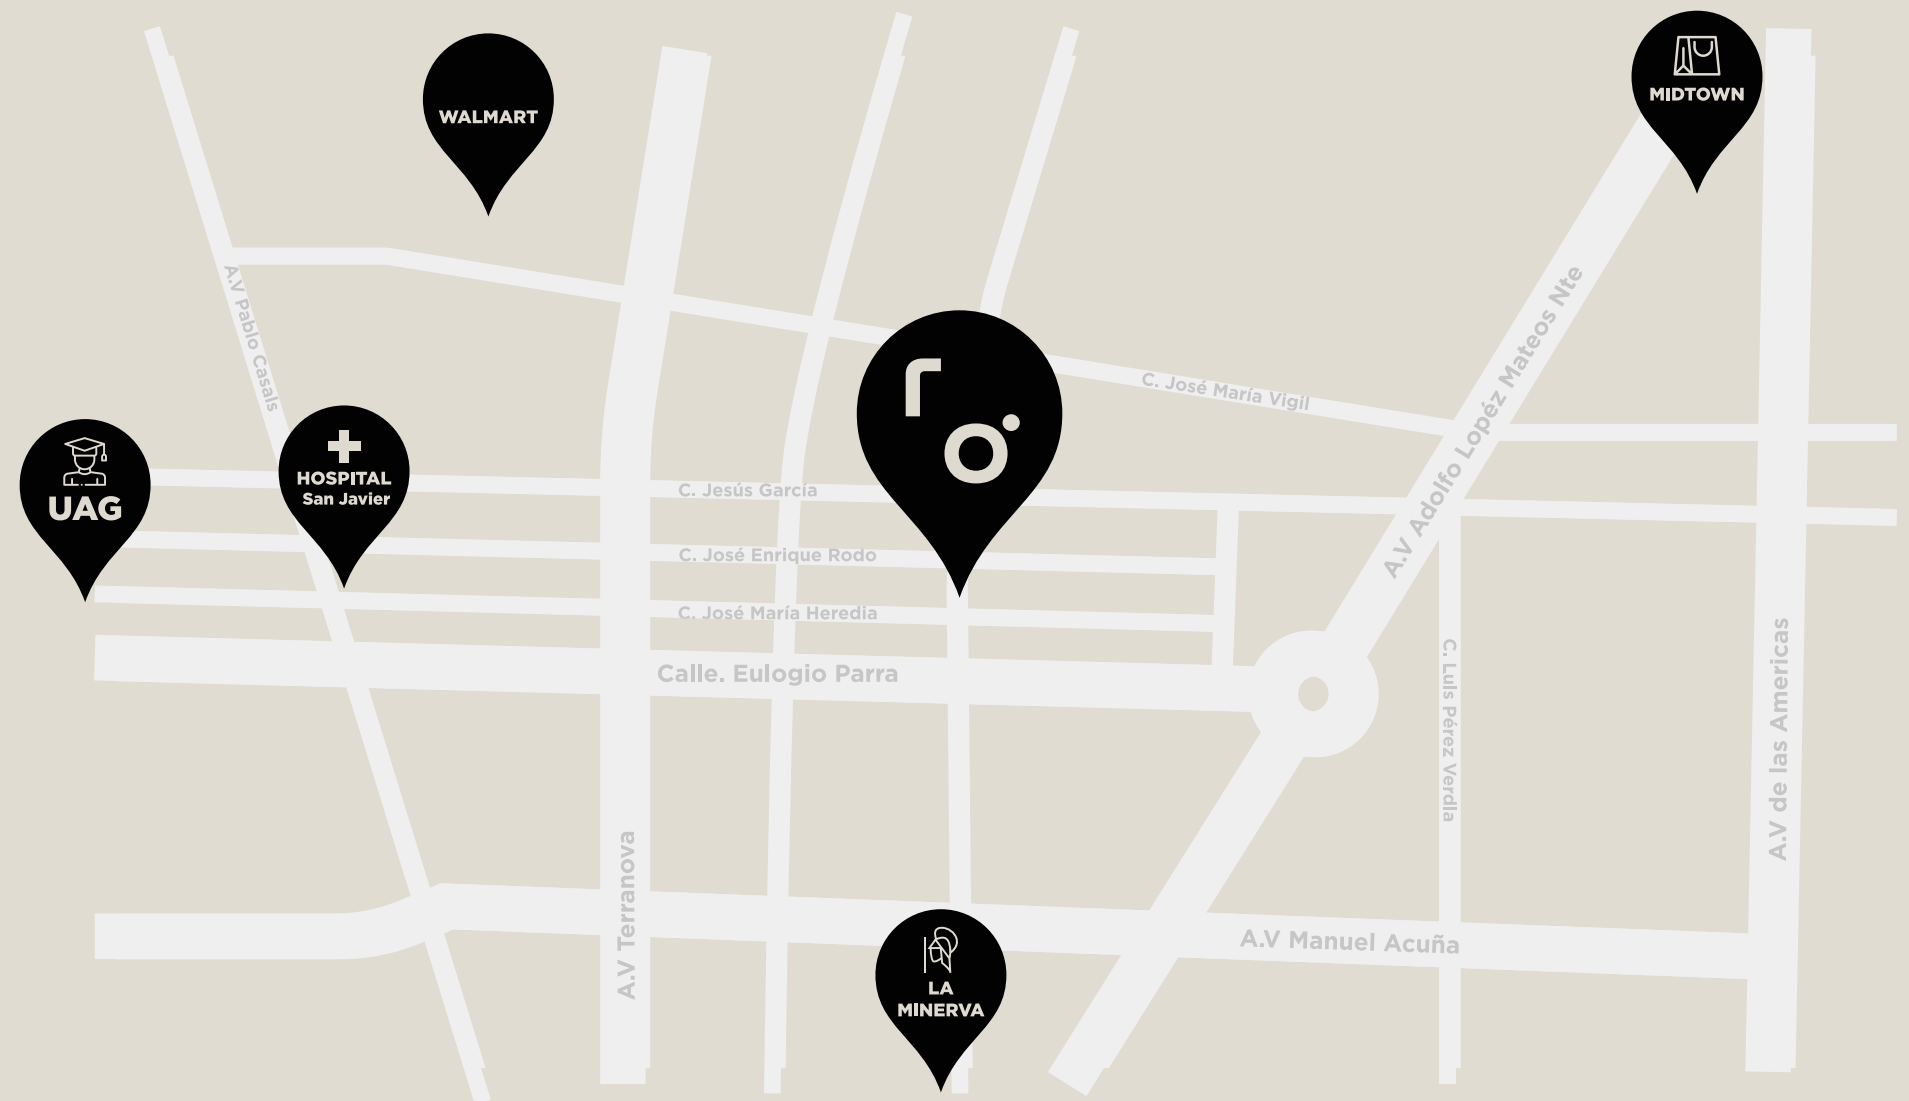 WALMART
MIDTOWN
A.V Pablo Casals
A.V Adolfo Lopéz Mateos Nte
C. José María Vigil
UAG
HOSPITAL
San Javier
ro
C. Jesús García
C. José Enrique Rodo
C. José María Heredia
Calle. Eulogio Parra
C. Luis Pérez Verdia
A.V de las Americas
A.V Terranova
A.V Manuel Acuña
LA
MINERVA